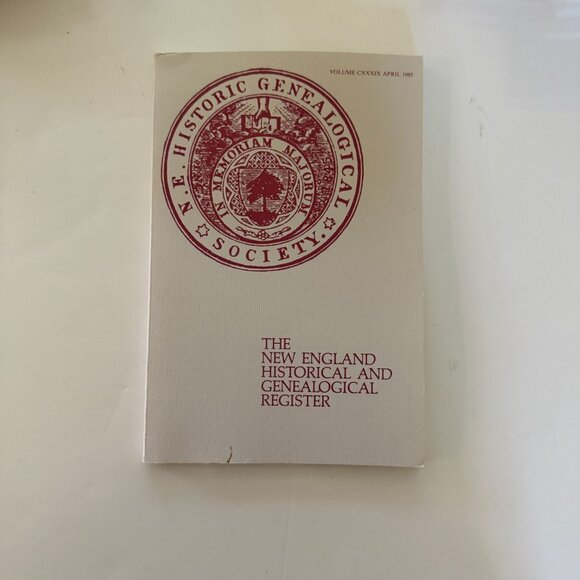 VOLUME CXXXIX APRIL 1985
N.E. HISTORIC GENEALOGICAL SOCIETY.
IN MEMORIAM MAJORUM
THE
NEW ENGLAND
HISTORICAL AND
GENEALOGICAL
REGISTER